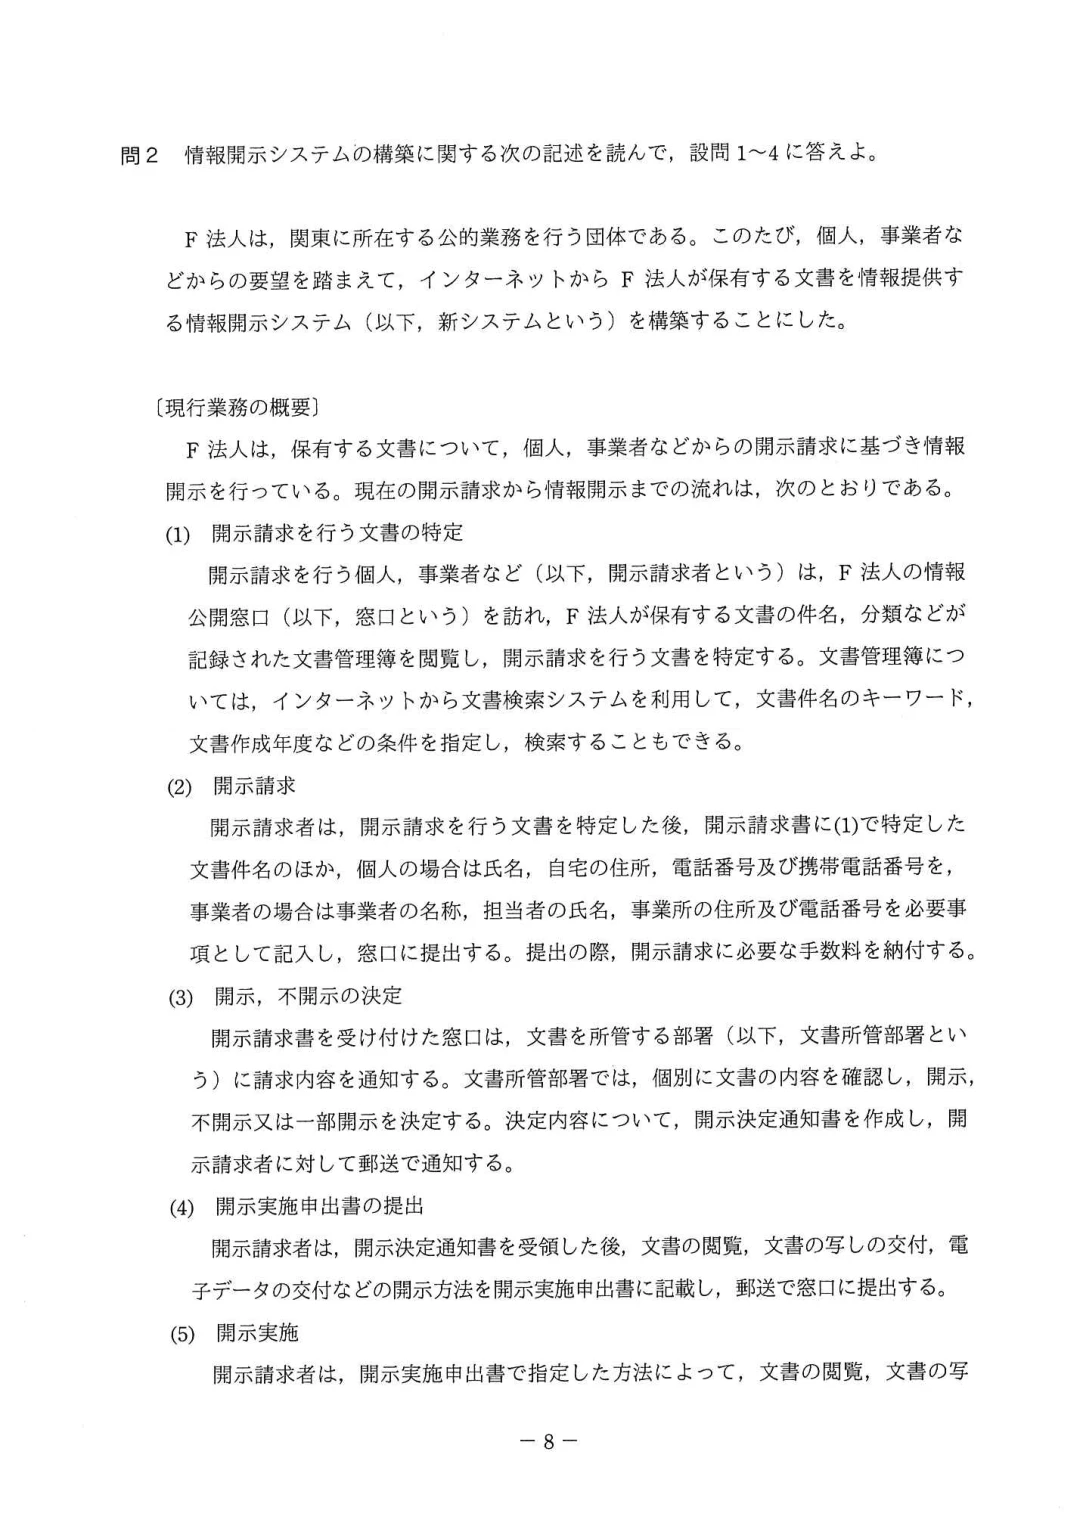 問2 情報開示システムの構築に関する次の記述を読んで，設問1～4に答えよ。
F 法人は，関東に所在する公的業務を行う団体である。このたび，個人，事業者な
どからの要望を踏まえて，インターネットから F 法人が保有する文書を情報提供す
る情報開示システム（以下，新システムという）を構築することにした。
〔現行業務の概要〕
F 法人は，保有する文書について，個人，事業者などからの開示請求に基づき情報
開示を行っている。現在の開示請求から情報開示までの流れは，次のとおりである。
(1) 開示請求を行う文書の特定
開示請求を行う個人，事業者など（以下，開示請求者という）は，F 法人の情報
公開窓口（以下，窓口という）を訪れ，F 法人が保有する文書の件名，分類などが
記録された文書管理簿を閲覧し，開示請求を行う文書を特定する。文書管理簿につ
いては，インターネットから文書検索システムを利用して，文書件名のキーワード，
文書作成年度などの条件を指定し，検索することもできる。
(2) 開示請求
開示請求者は，開示請求を行う文書を特定した後，開示請求書に(1)で特定した
文書件名のほか，個人の場合は氏名，自宅の住所，電話番号及び携帯電話番号を，
事業者の場合は事業者の名称，担当者の氏名，事業所の住所及び電話番号を必要事
項として記入し，窓口に提出する。提出の際，開示請求に必要な手数料を納付する。
(3) 開示，不開示の決定
開示請求書を受け付けた窓口は，文書を所管する部署（以下，文書所管部署とい
う）に請求内容を通知する。文書所管部署では，個別に文書の内容を確認し，開示，
不開示又は一部開示を決定する。決定内容について，開示決定通知書を作成し，開
示請求者に対して郵送で通知する。
(4) 開示実施申出書の提出
開示請求者は，開示決定通知書を受領した後，文書の閲覧，文書の写しの交付，電
子データの交付などの開示方法を開示実施申出書に記載し，郵送で窓口に提出する。
(5) 開示実施
開示請求者は，開示実施申出書で指定した方法によって，文書の閲覧，文書の写
－ 8 －